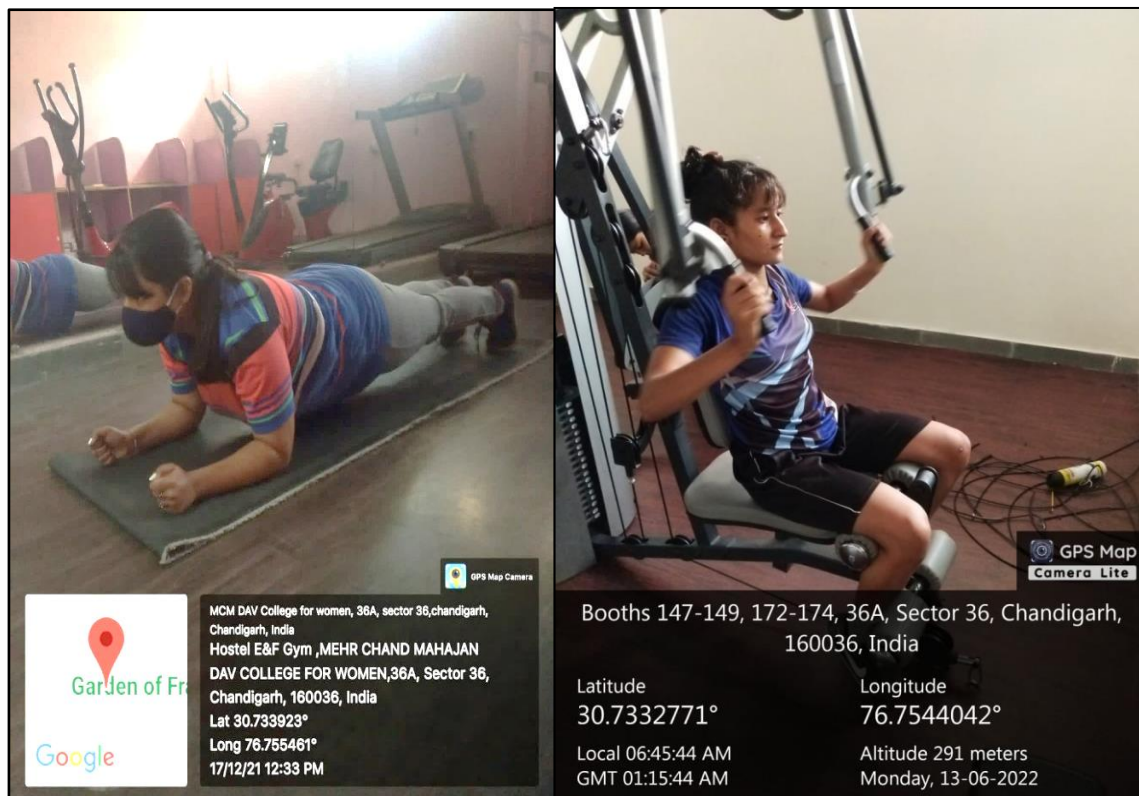 GPS Map Camera
Garden of Fra
Google
MCM DAV College for women, 36A, sector 36,chandigarh,
Chandigarh, India
Hostel E&F Gym ,MEHR CHAND MAHAJAN
DAV COLLEGE FOR WOMEN,36A, Sector 36,
Chandigarh, 160036, India
Lat 30.733923°
Long 76.755461°
17/12/21 12:33 PM
GPS Map
Camera Lite
Booths 147-149, 172-174, 36A, Sector 36, Chandigarh,
160036, India
Latitude
30.7332771°
Longitude
76.7544042°
Local 06:45:44 AM
GMT 01:15:44 AM
Altitude 291 meters
Monday, 13-06-2022